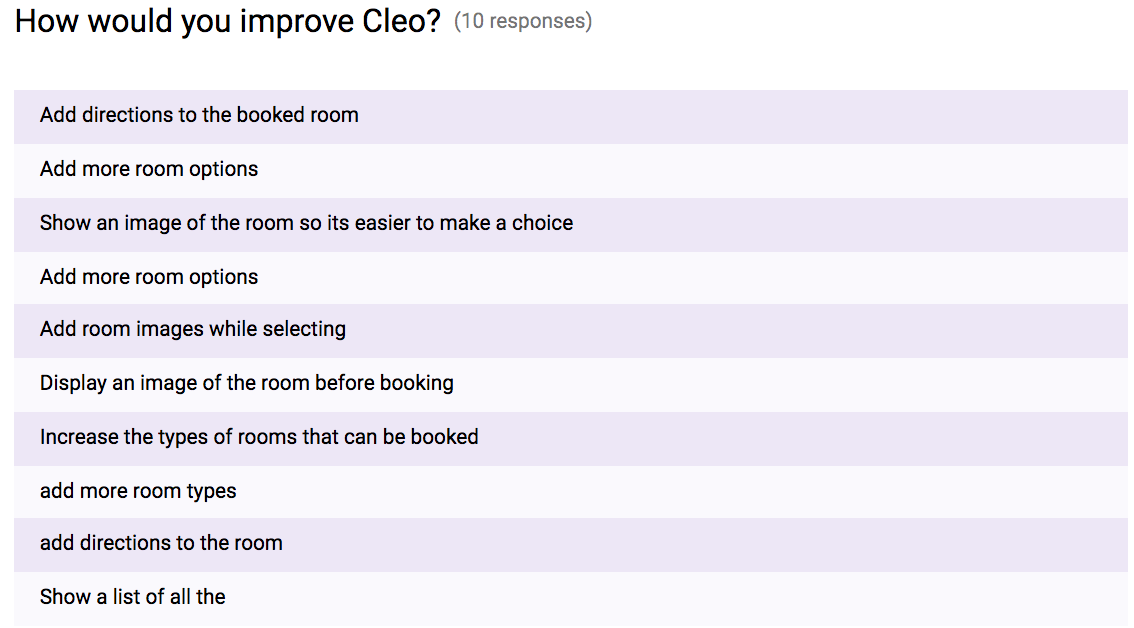 How would you improve Cleo? (10 responses)
Add directions to the booked room
Add more room options
Show an image of the room so its easier to make a choice
Add more room options
Add room images while selecting
Display an image of the room before booking
Increase the types of rooms that can be booked
add more room types
add directions to the room
Show a list of all the